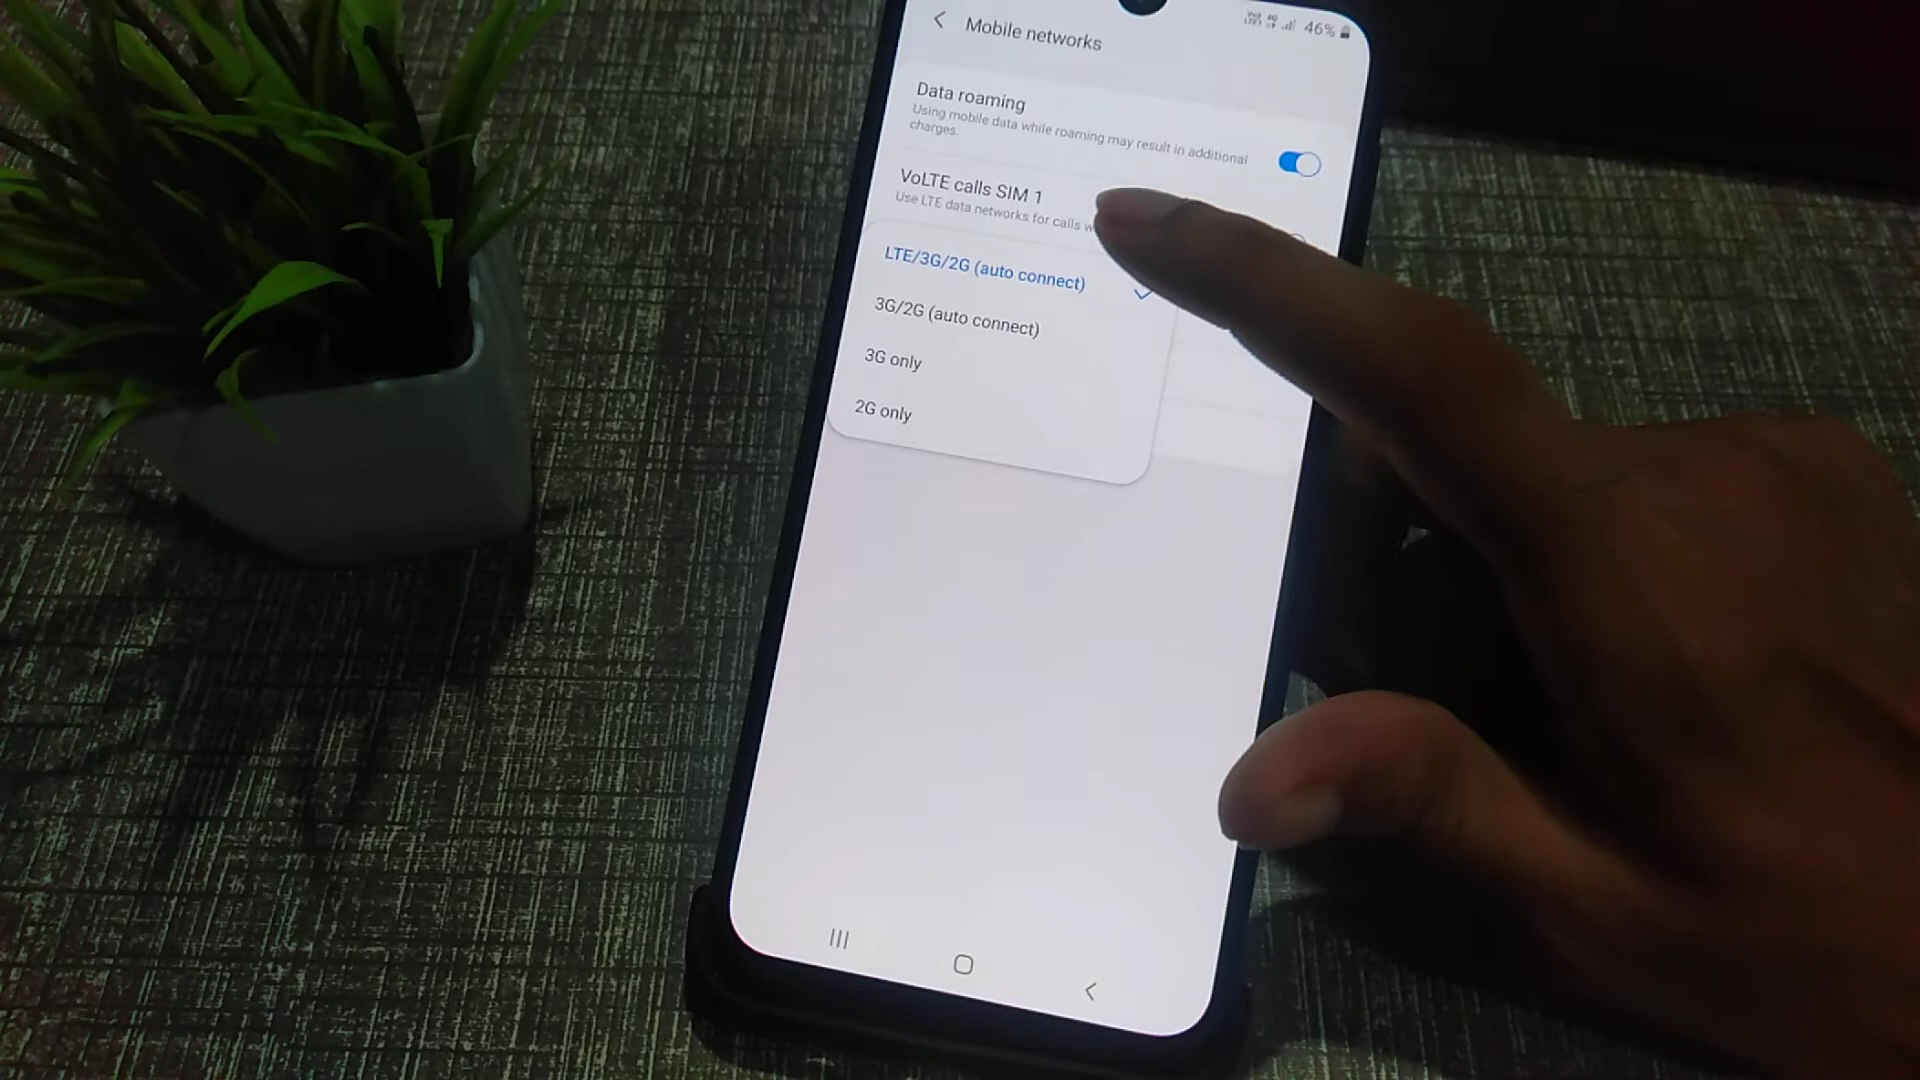 46%
Mobile networks
Data roaming
Using mobile data while roaming may result in additional
charges.
VoLTE calls SIM 1
Use LTE data networks for calls
LTE/3G/2G (auto connect)
3G/2G (auto connect)
3G only
2G only